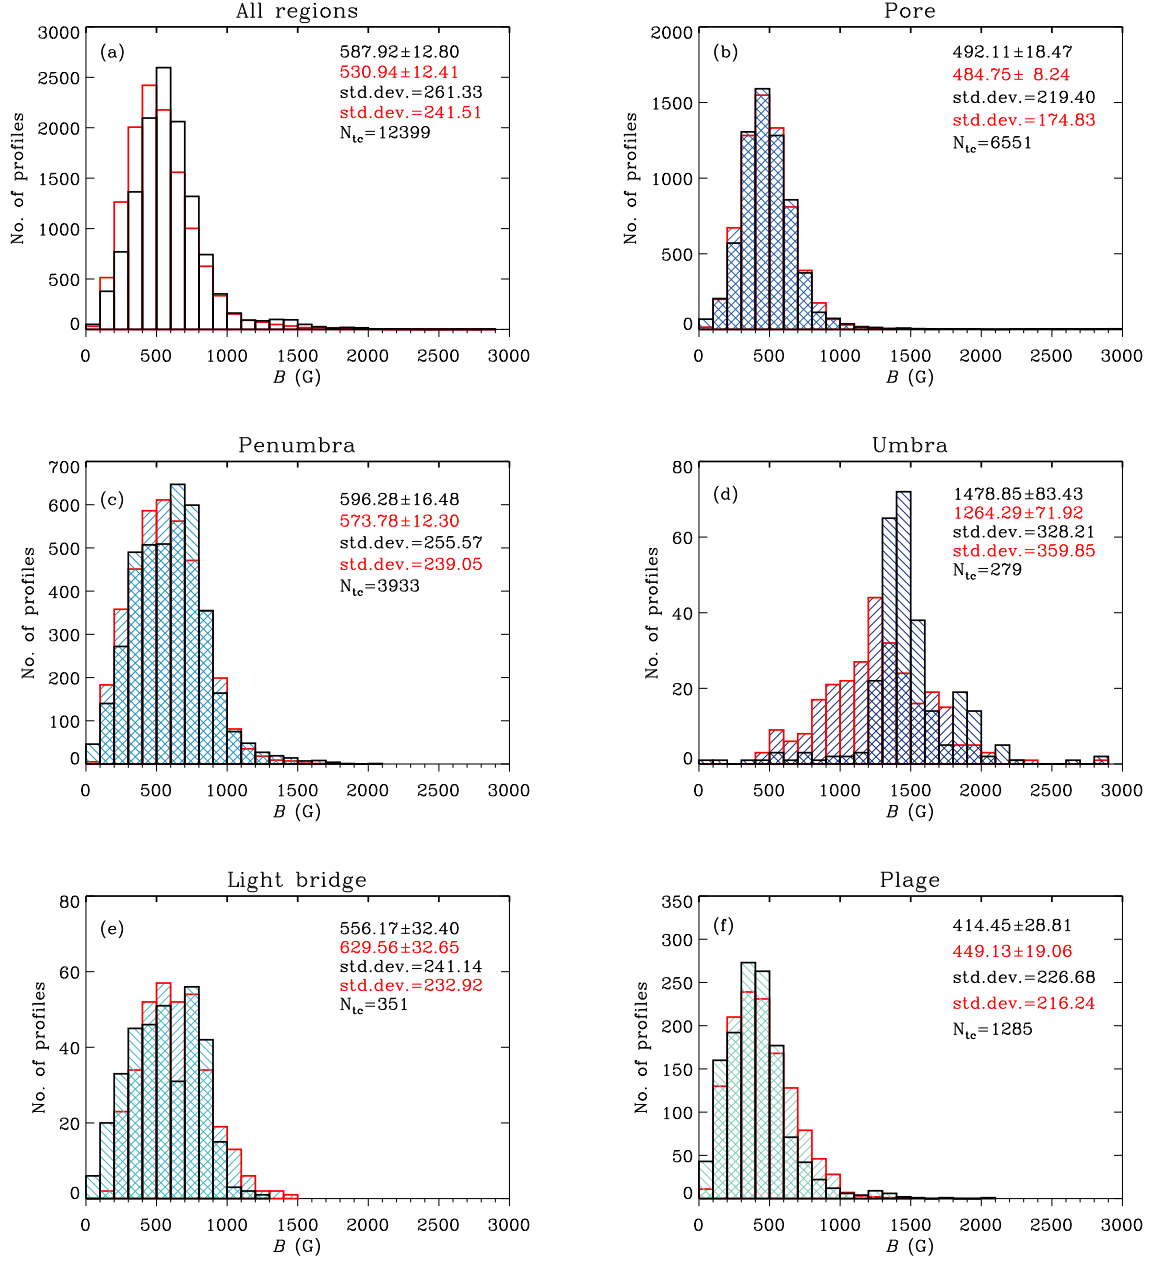 All regions
(a)
587.92±12.80
530.94±12.41
std.dev.=261.33
std.dev.=241.51
Ntc=12399
No. of profiles
3000
2500
2000
1500
1000
500
0
0 500 1000 1500 2000 2500 3000
B (G)
Pore
(b)
492.11±18.47
484.75± 8.24
std.dev.=219.40
std.dev.=174.83
Ntc=6551
No. of profiles
2000
1500
1000
500
0
0 500 1000 1500 2000 2500 3000
B (G)
Penumbra
(c)
596.28±16.48
573.78±12.30
std.dev.=255.57
std.dev.=239.05
Ntc=3933
No. of profiles
700
600
500
400
300
200
100
0
0 500 1000 1500 2000 2500 3000
B (G)
Umbra
(d)
1478.85±83.43
1264.29±71.92
std.dev.=328.21
std.dev.=359.85
Ntc=279
No. of profiles
80
60
40
20
0
0 500 1000 1500 2000 2500 3000
B (G)
Light bridge
(e)
556.17±32.40
629.56±32.65
std.dev.=241.14
std.dev.=232.92
Ntc=351
No. of profiles
80
60
40
20
0
0 500 1000 1500 2000 2500 3000
B (G)
Plage
(f)
414.45±28.81
449.13±19.06
std.dev.=226.68
std.dev.=216.24
Ntc=1285
No. of profiles
350
300
250
200
150
100
50
0
0 500 1000 1500 2000 2500 3000
B (G)